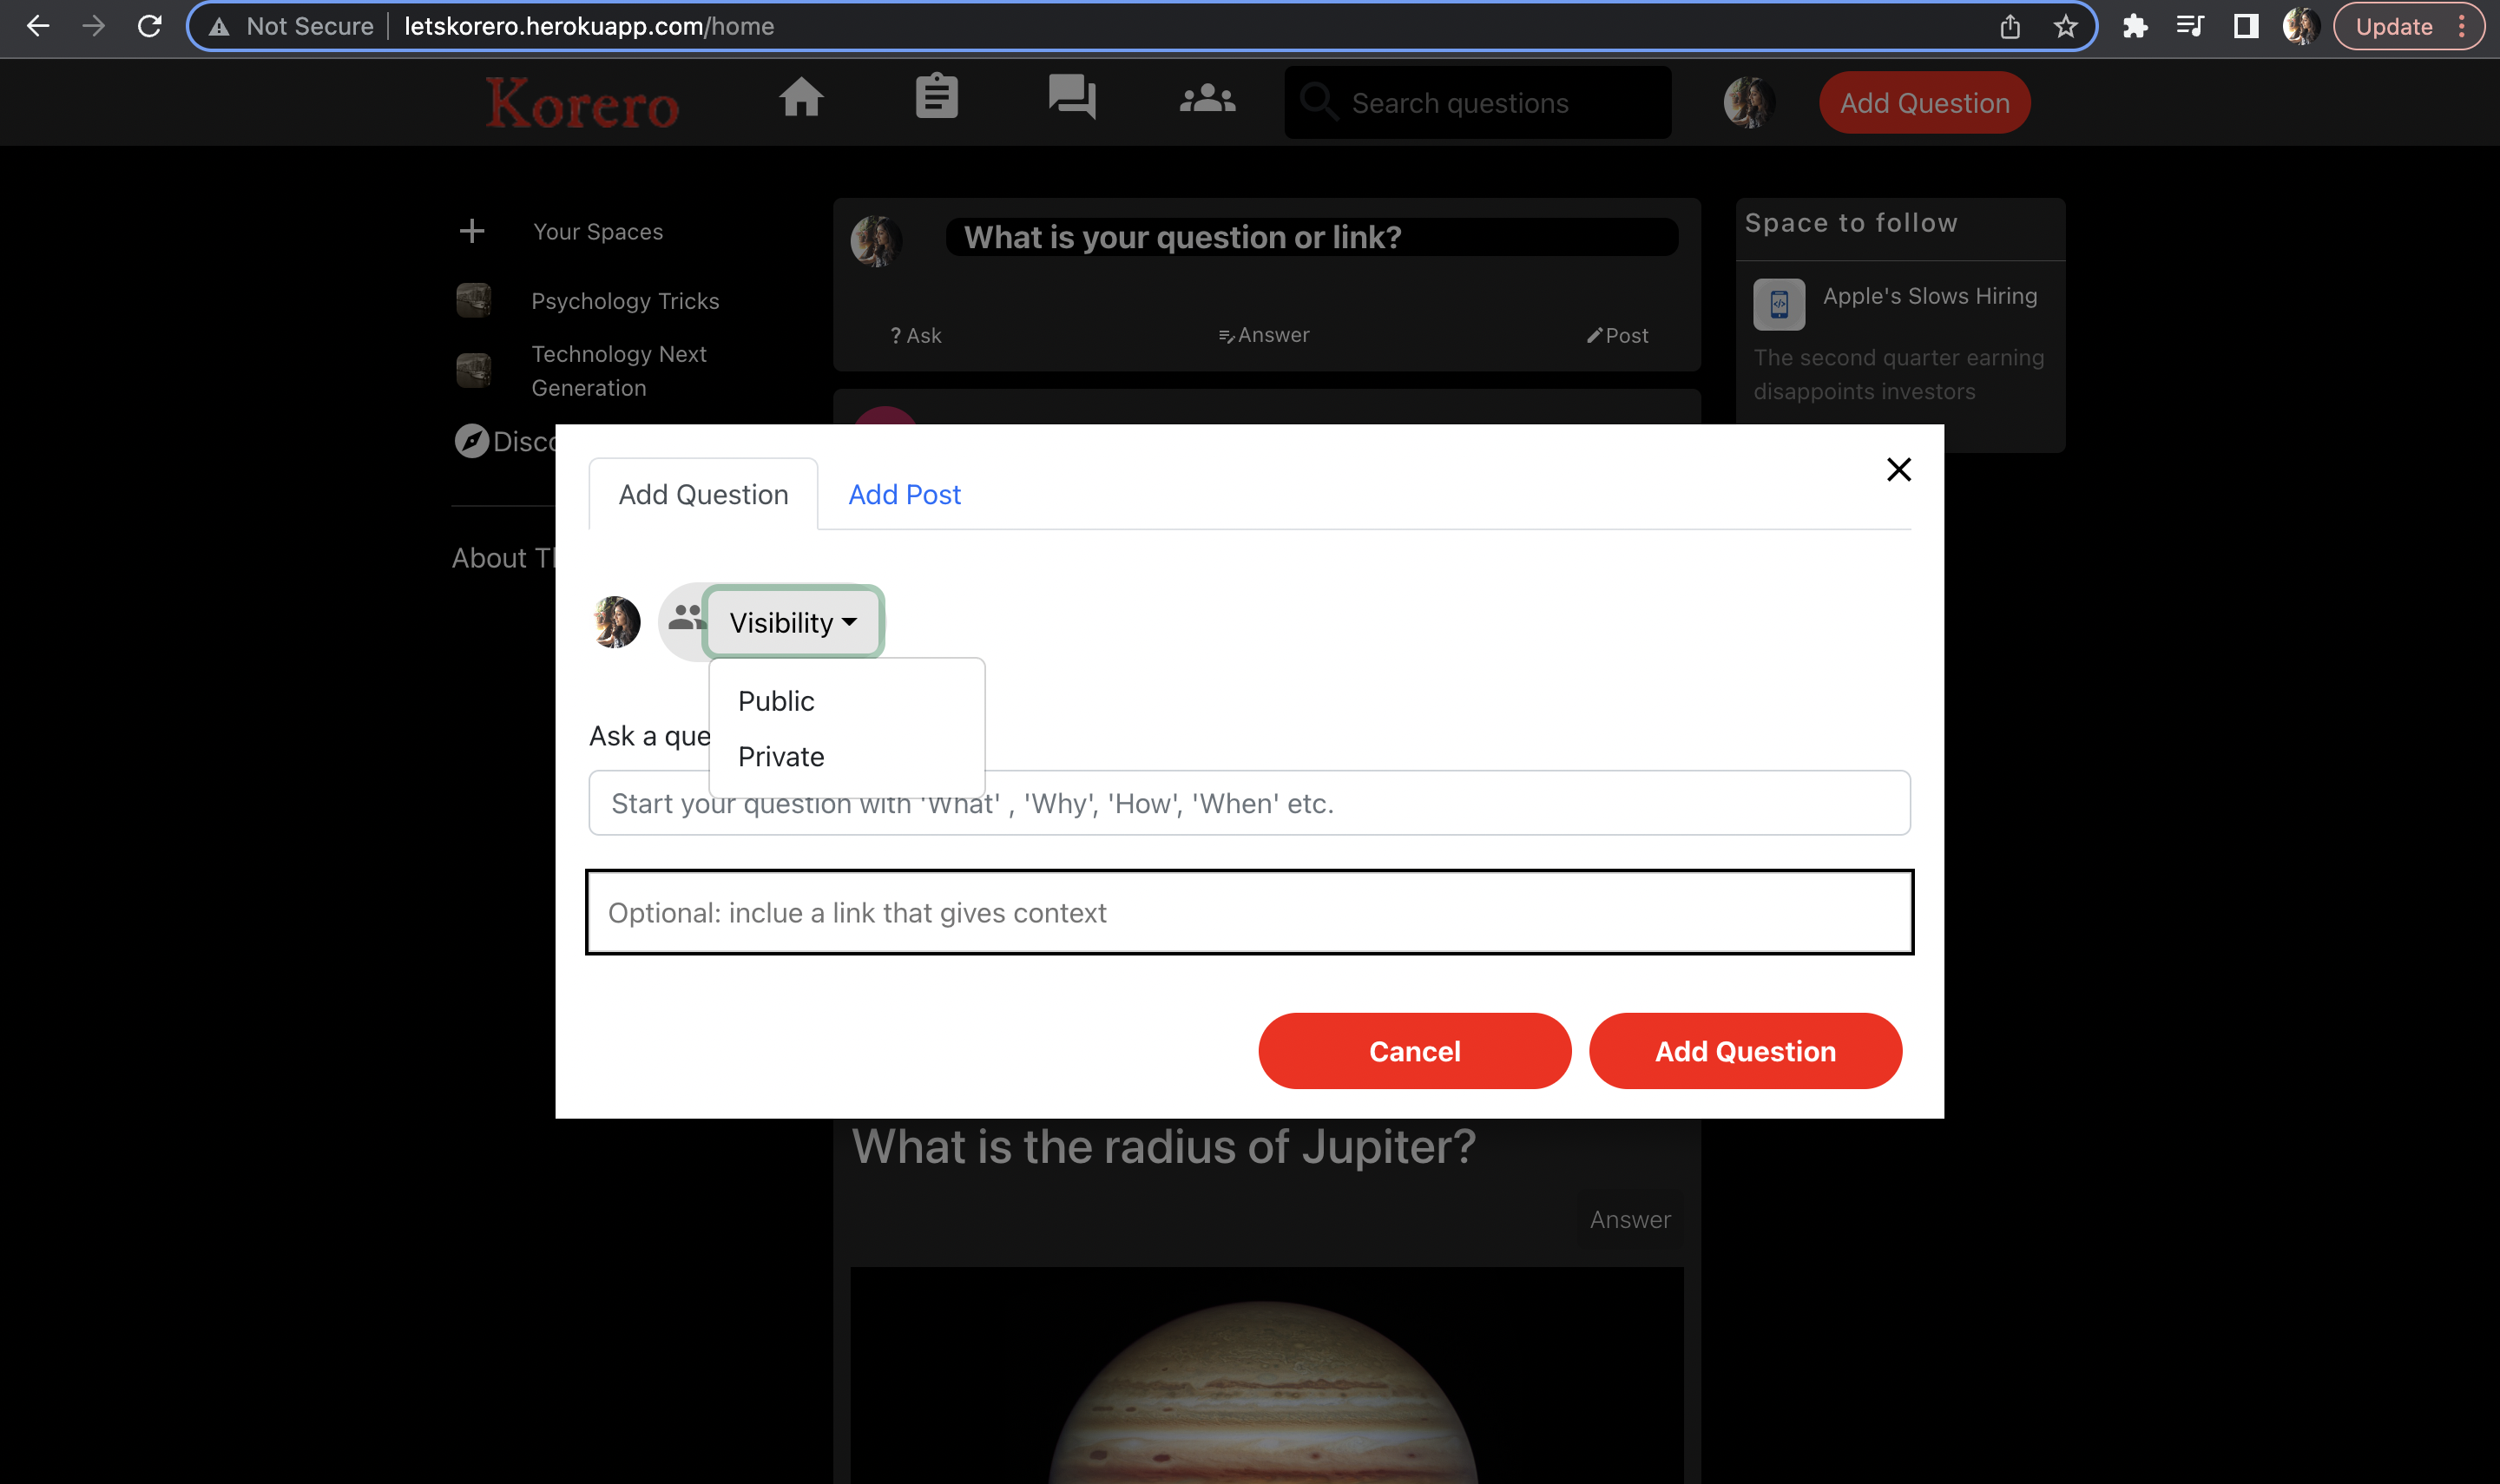 Not Secure
letskorero.herokuapp.com/home
Update
Korero
Search questions
Add Question
Your Spaces
Psychology Tricks
Technology Next
Generation
Disco
About Th
What is your question or link?
? Ask
Answer
Post
Space to follow
Apple's Slows Hiring
The second quarter earning
disappoints investors
Add Question
Add Post
Visibility
Public
Private
Ask a que
Start your question with 'What' , 'Why', 'How', 'When' etc.
Optional: inclue a link that gives context
Cancel
Add Question
What is the radius of Jupiter?
Answer